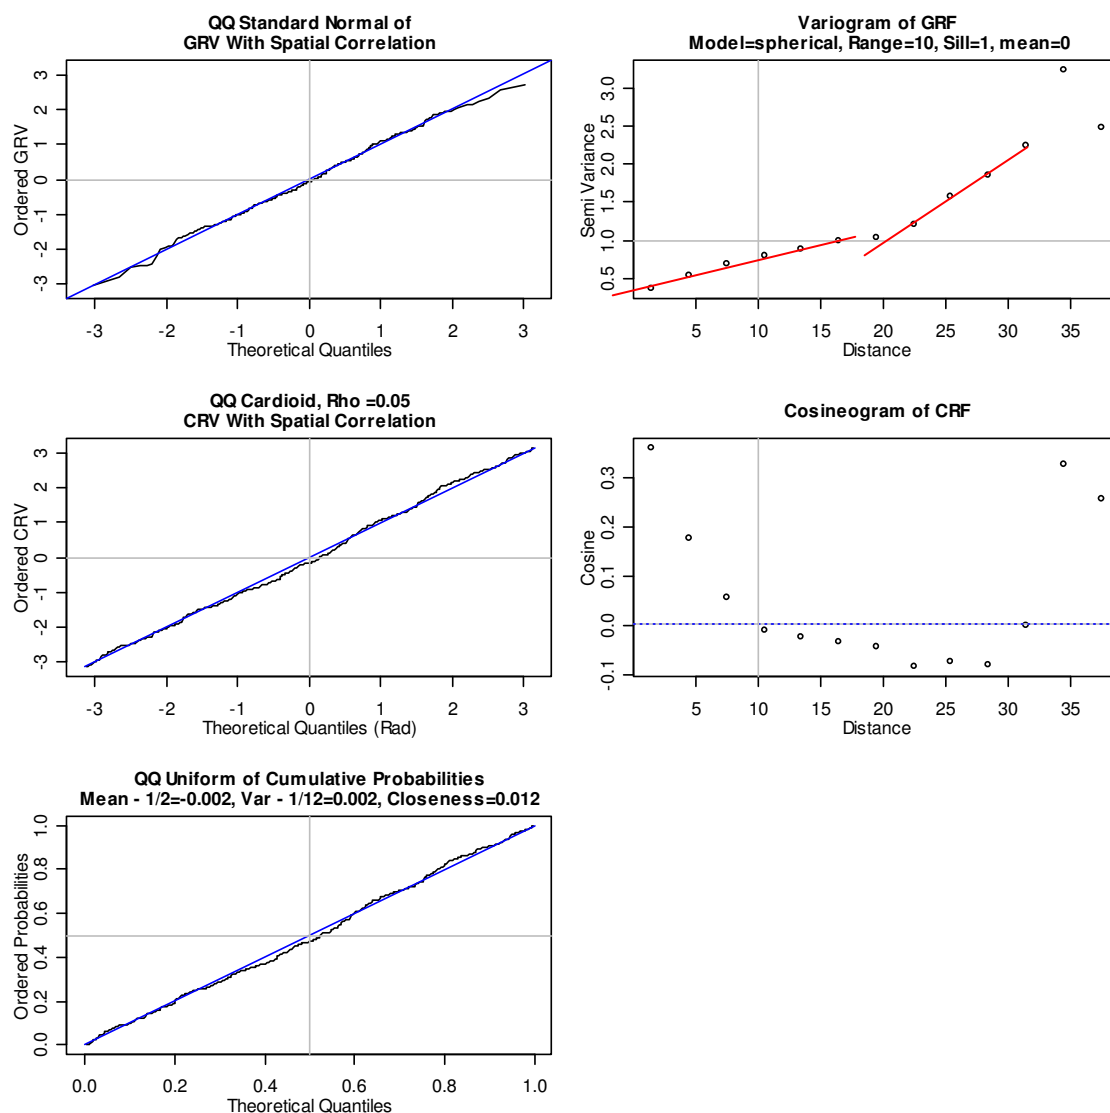 QQ Standard Normal of
GRV With Spatial Correlation
Ordered GRV
3
2
1
0
-1
-2
-3
-3 -2 -1 0 1 2 3
Theoretical Quantiles
Variogram of GRF
Model=spherical, Range=10, Sill=1, mean=0
Semi Variance
3.0
2.5
2.0
1.5
1.0
0.5
5 10 15 20 25 30 35
Distance
QQ Cardioid, Rho =0.05
CRV With Spatial Correlation
Ordered CRV
3
2
1
0
-1
-2
-3
-3 -2 -1 0 1 2 3
Theoretical Quantiles (Rad)
Cosineogram of CRF
Cosine
0.3
0.2
0.1
0.0
-0.1
5 10 15 20 25 30 35
Distance
QQ Uniform of Cumulative Probabilities
Mean - 1/2=-0.002, Var - 1/12=0.002, Closeness=0.012
Ordered Probabilities
1.0
0.8
0.6
0.4
0.2
0.0
0.0 0.2 0.4 0.6 0.8 1.0
Theoretical Quantiles